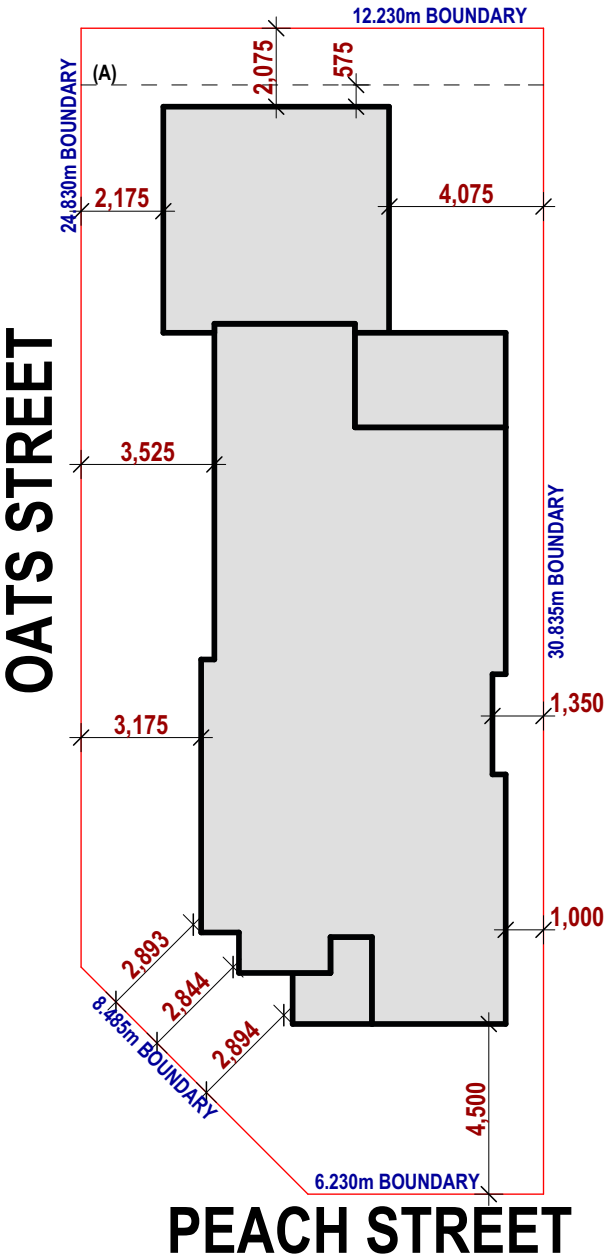 12.230m BOUNDARY
(A)
2,075
575
24.830m BOUNDARY
2,175
4,075
OATS STREET
3,525
30.835m BOUNDARY
1,350
3,175
1,000
2,893
2,844
2,894
8.485m BOUNDARY
4,500
6.230m BOUNDARY
PEACH STREET